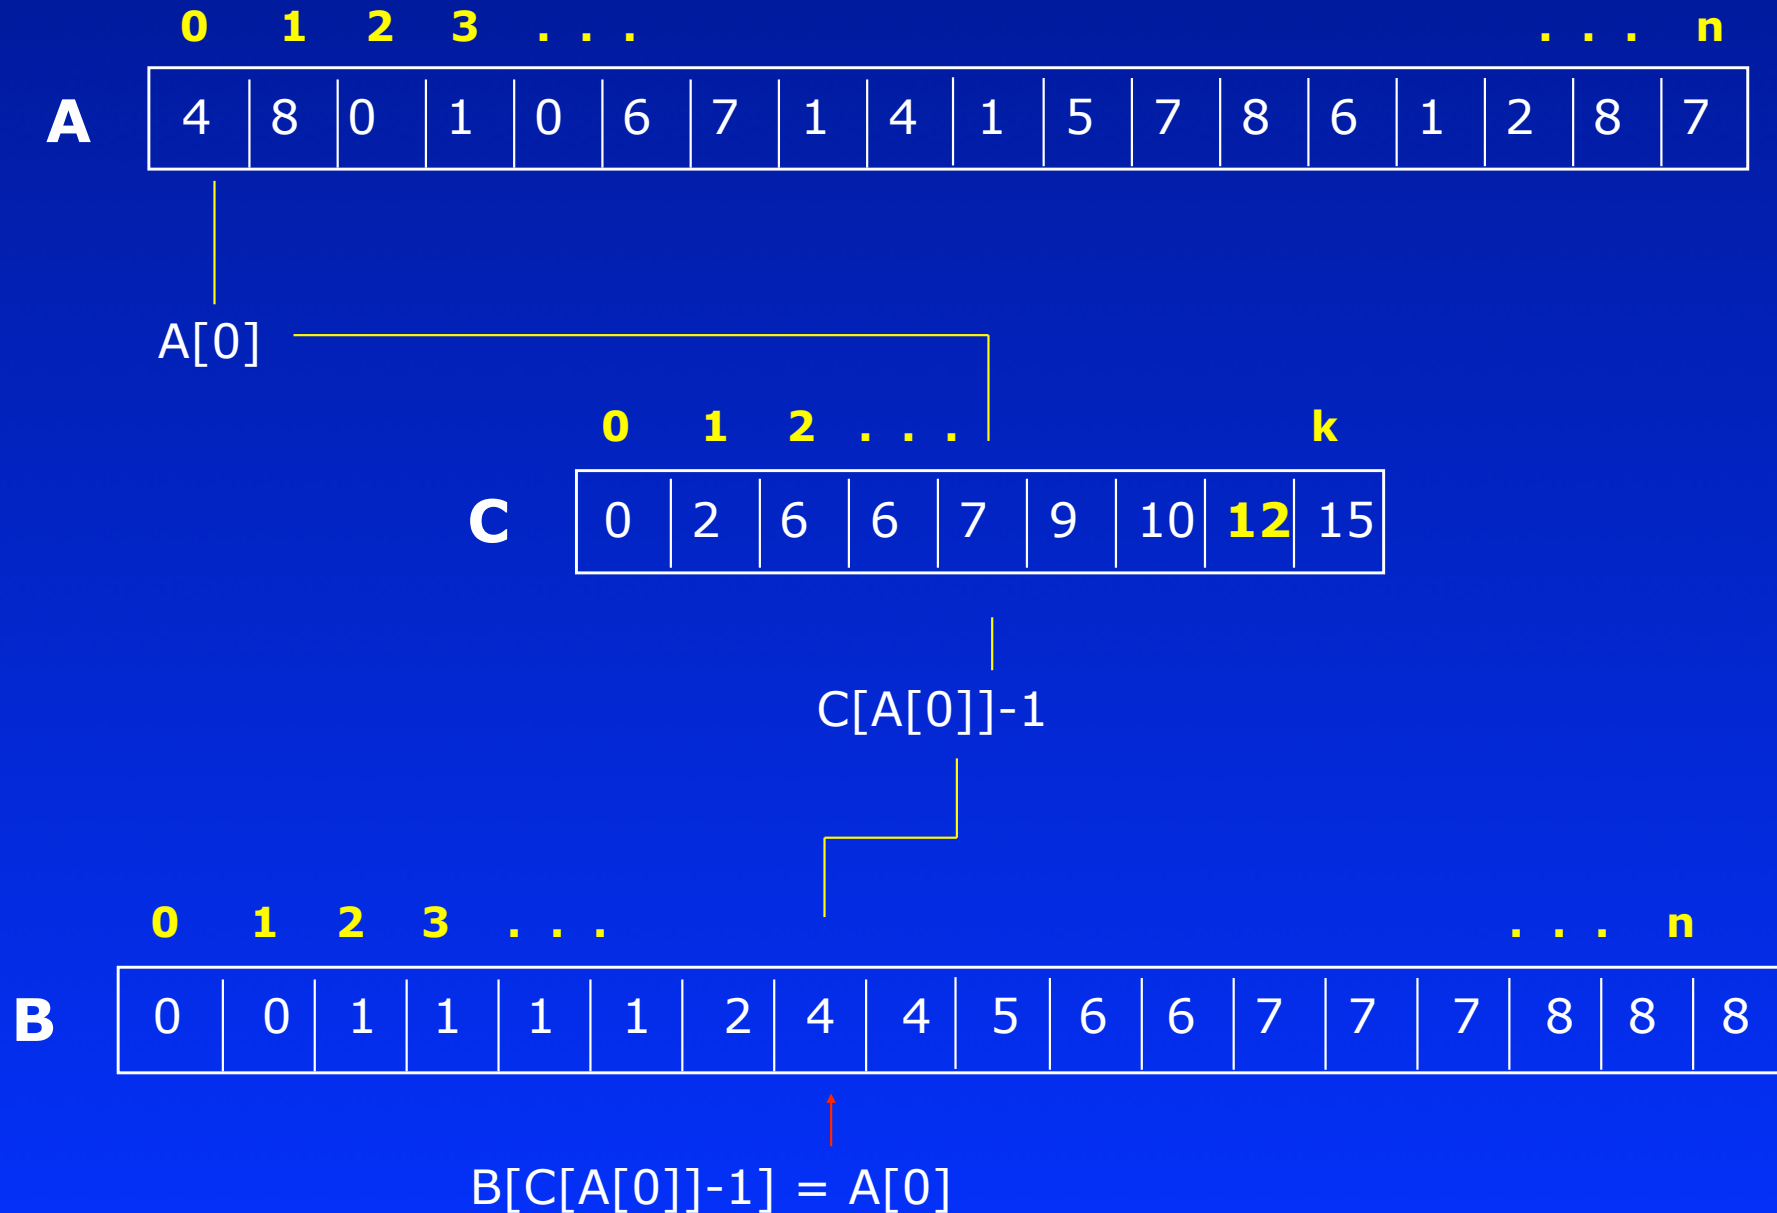 0 1 2 3 . . . . . . n
A 4 8 0 1 0 6 7 1 4 1 5 7 8 6 1 2 8 7
A[0]
0 1 2 . . . k
C 0 2 6 6 7 9 10 12 15
C[A[0]]-1
0 1 2 3 . . . . . . n
B 0 0 1 1 1 1 2 4 4 5 6 6 7 7 7 8 8 8
B[C[A[0]]-1] = A[0]